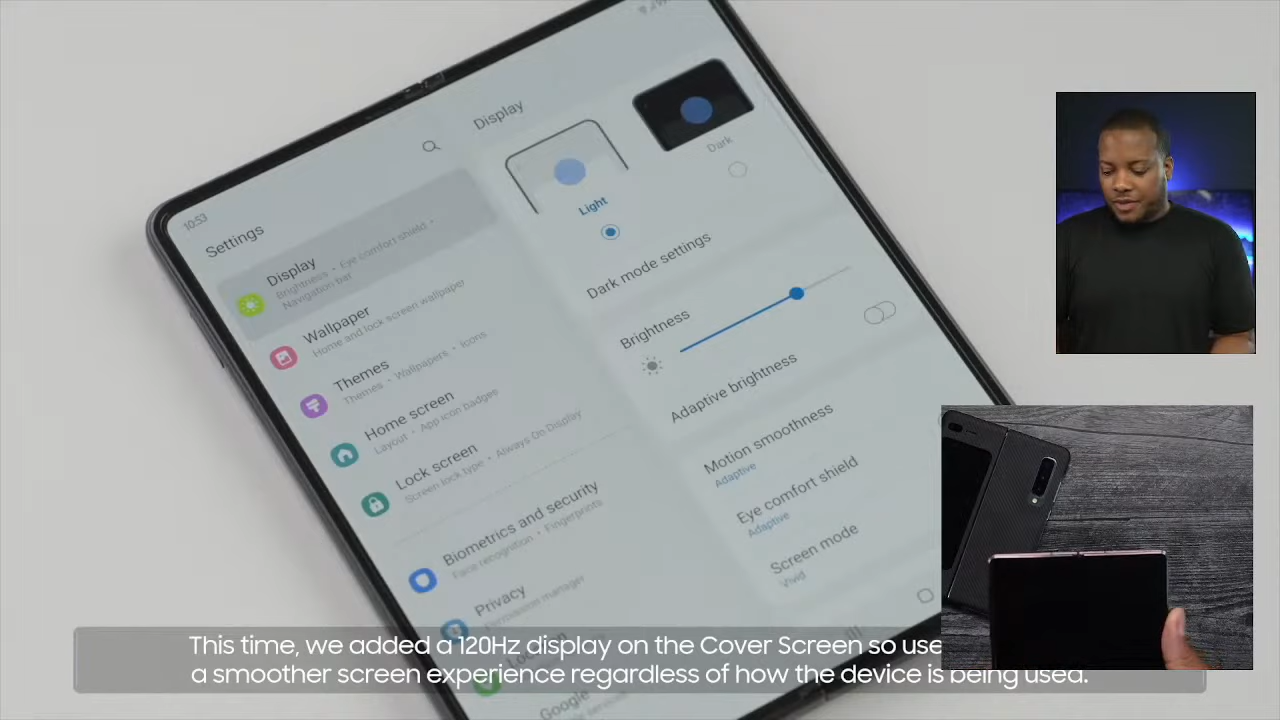 10:53
Settings
Display
Brightness • Eye comfort shield •
Navigation bar
Wallpaper
Home and lock screen wallpaper
Themes
Themes • Wallpapers • Icons
Home screen
Layout • App icon badges
Lock screen
Screen lock type • Always On Display
Biometrics and security
Face recognition • Fingerprints
Privacy
Permission manager
Google
Display
Light
Dark
Dark mode settings
Brightness
Adaptive brightness
Motion smoothness
Adaptive
Eye comfort shield
Adaptive
Screen mode
Vivid
This time, we added a 120Hz display on the Cover Screen so use
a smoother screen experience regardless of how the device is being used.